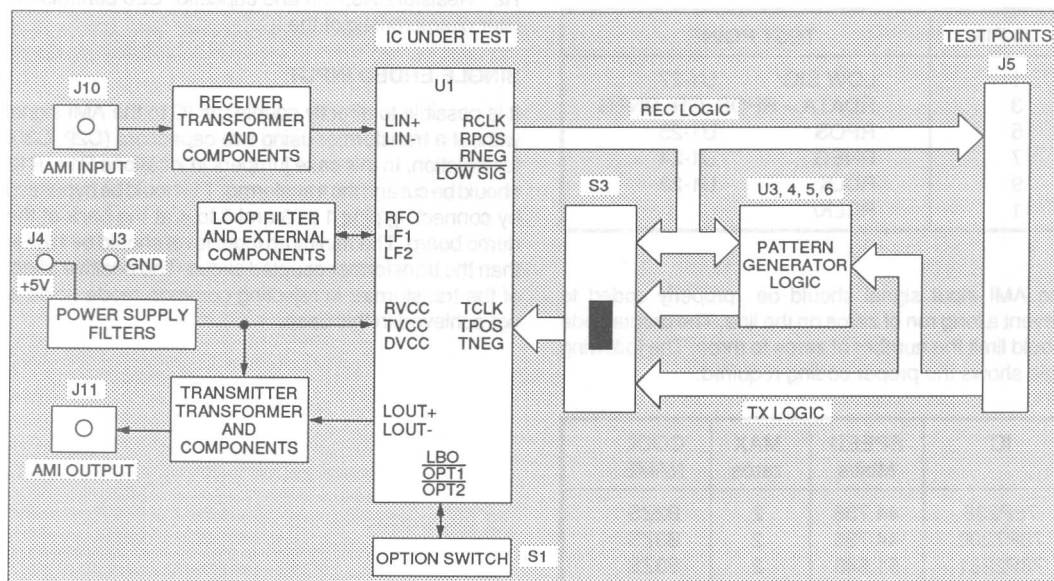 IC UNDER TEST
TEST POINTS
J10
RECEIVER
TRANSFORMER
AND
COMPONENTS
AMI INPUT
U1
LIN+ RCLK
LIN- RPOS
RNEG
LOW SIG
REC LOGIC
J5
S3
U3, 4, 5, 6
PATTERN
GENERATOR
LOGIC
LOOP FILTER
AND EXTERNAL
COMPONENTS
RFO
LF1
LF2
J4 J3
GND
+5V
POWER SUPPLY
FILTERS
RVCC TCLK
TVCC TPOS
DVCC TNEG
J11
TRANSMITTER
TRANSFORMER
AND
COMPONENTS
AMI OUTPUT
LOUT+
LOUT-
TX LOGIC
LBO
OPT1
OPT2
OPTION SWITCH S1